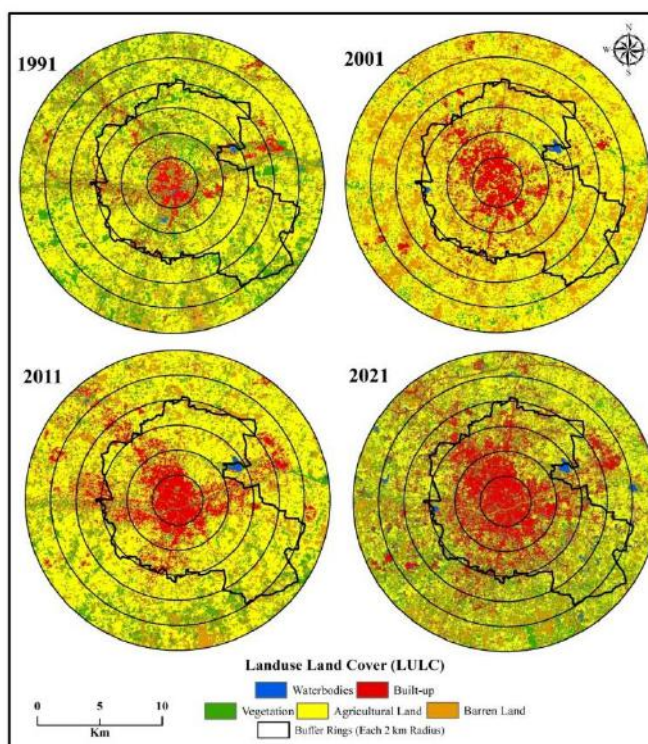 1991
2001
N
W
S
2011
2021
Landuse Land Cover (LULC)
Waterbodies
Built-up
0 5 10
Km
Vegetation
Agricultural Land
Barren Land
Buffer Rings (Each 2 km Radius)